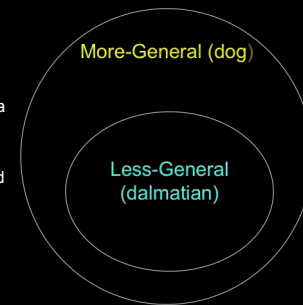 More-General (dog)
a
Less-General
d
(dalmatian)